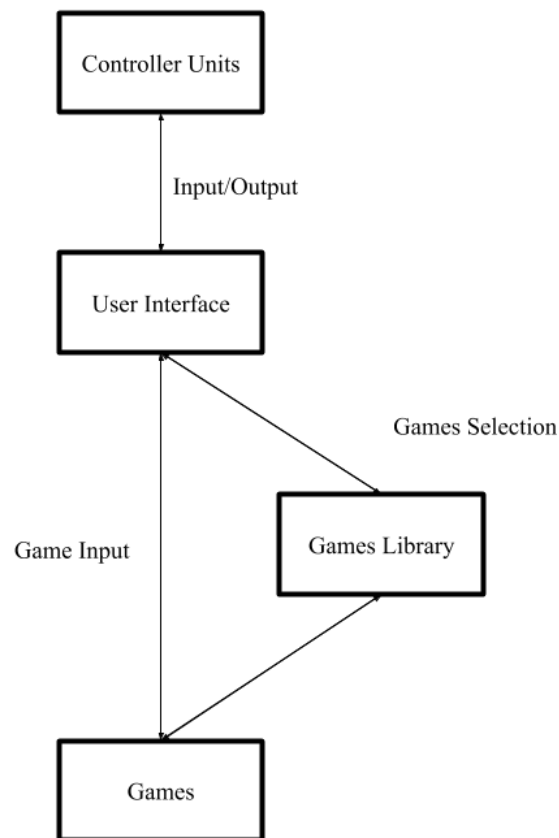 Controller Units
Input/Output
User Interface
Games Selection
Games Library
Game Input
Games